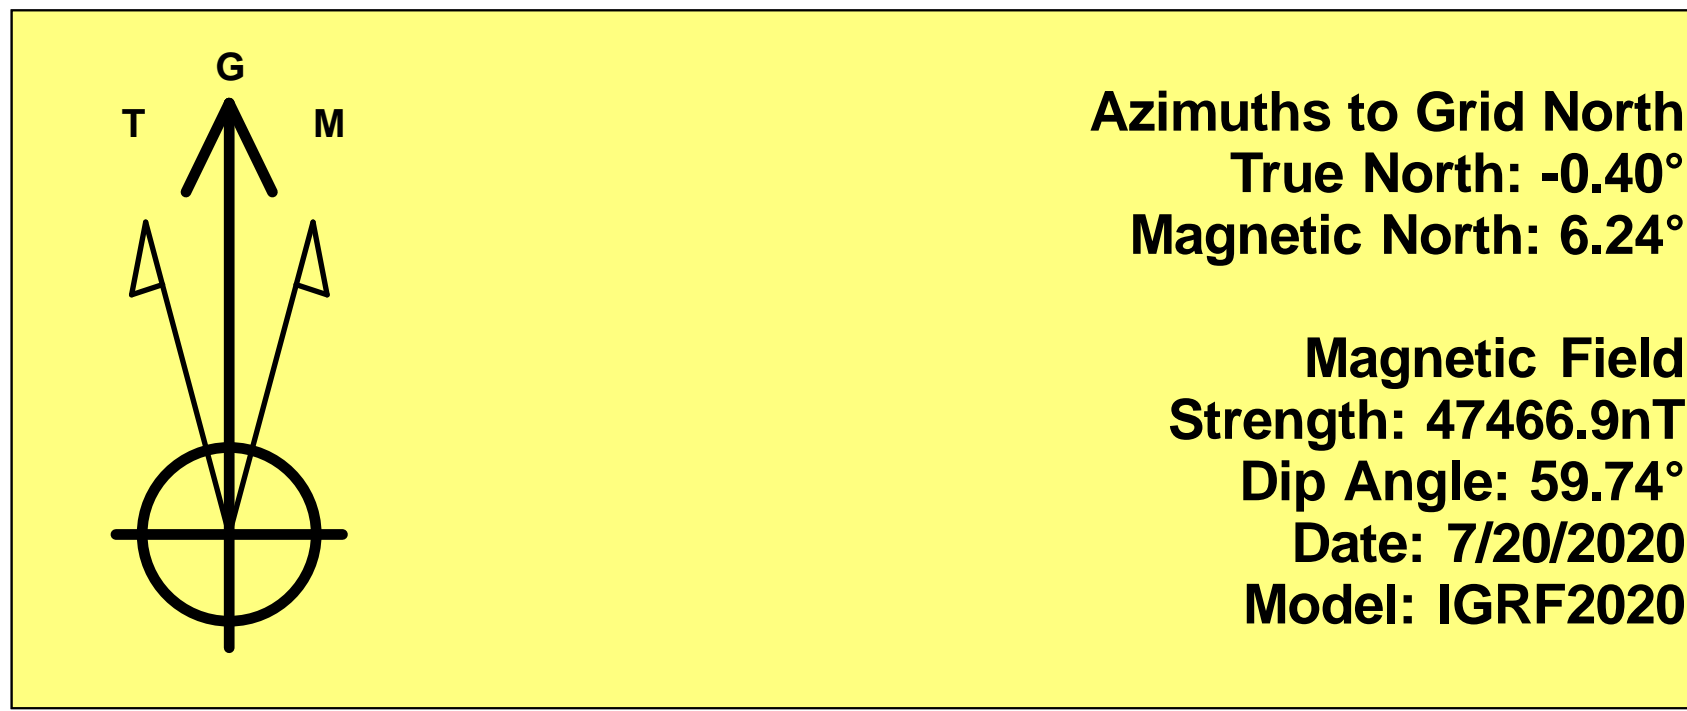 G
T
M
Azimuths to Grid North
True North: -0.40°
Magnetic North: 6.24°
Magnetic Field
Strength: 47466.9nT
Dip Angle: 59.74°
Date: 7/20/2020
Model: IGRF2020